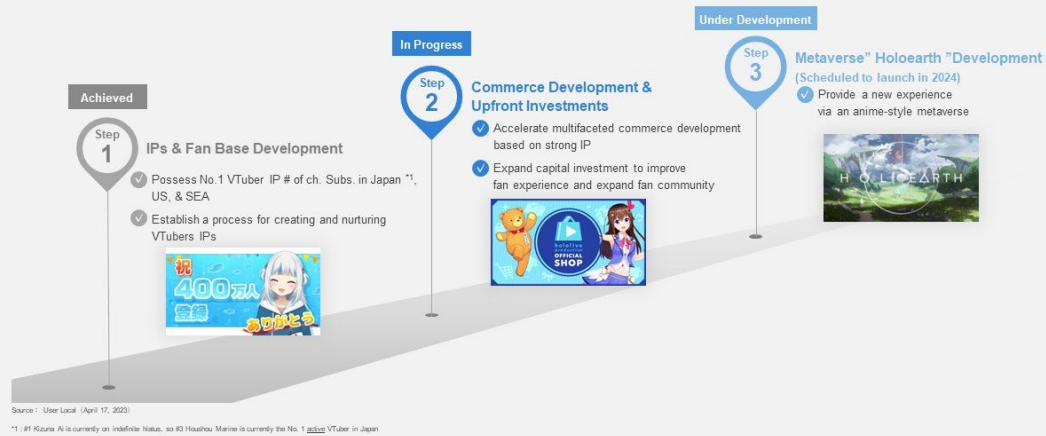 Under Development
In Progress
Achieved
Step
3
Metaverse” Holoearth ”Development
(Scheduled to launch in 2024)
Provide a new experience
via an anime-style metaverse
HOLOEARTH
Step
2
Commerce Development &
Upfront Investments
Accelerate multifaceted commerce development
based on strong IP
Expand capital investment to improve
fan experience and expand fan community
hololive
production
OFFICIAL
SHOP
Step
1
IPs & Fan Base Development
Possess No.1 VTuber IP # of ch. Subs. in Japan *1,
US, & SEA
Establish a process for creating and nurturing
VTubers IPs
祝
400万人
登録
ありがとう
Source : User Local (April 17, 2023)
*1 : #1 Kizuna Ai is currently on indefinite hiatus, so #3 Houshou Marine is currently the No. 1 active VTuber in Japan